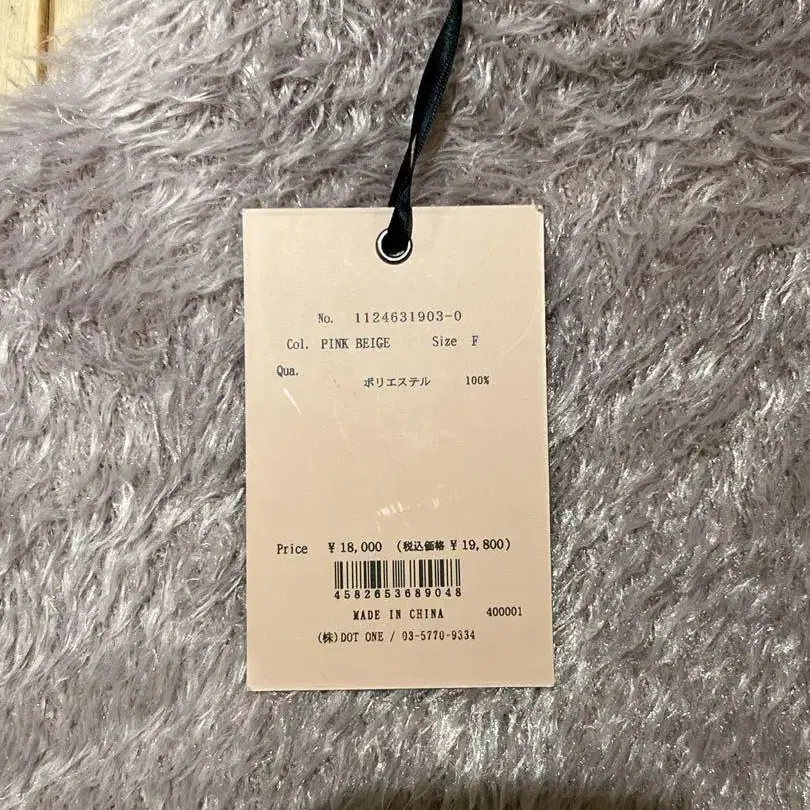 No. 1124631903-0
Col. PINK BEIGE Size F
Qua.
ポリエステル 100%
Price ¥18,000 (税込価格 ¥19,800)
4582653689048
MADE IN CHINA 400001
(株)DOT ONE / 03-5770-9334